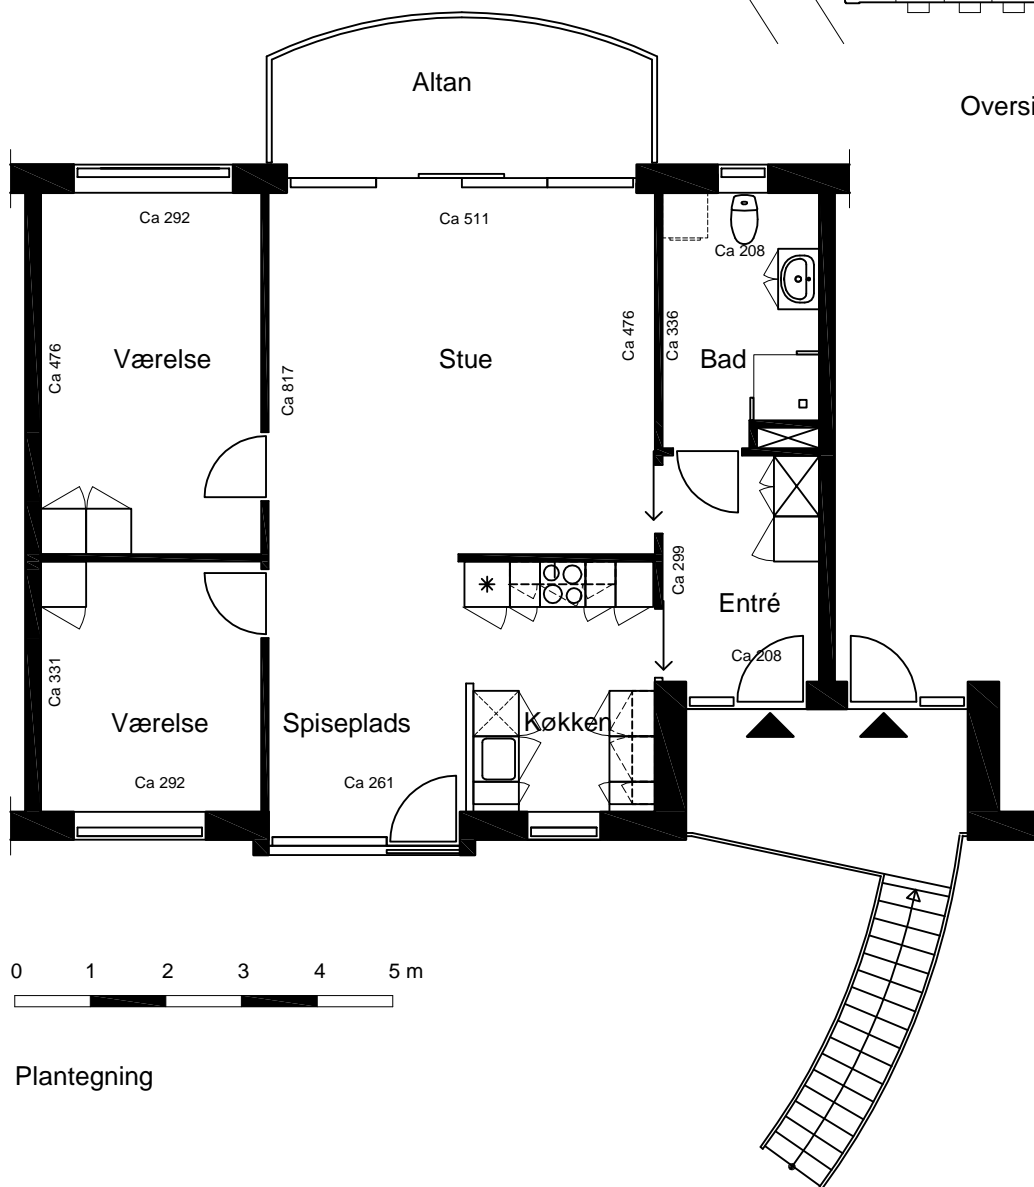 Altan
Oversi
Ca 292
Ca 511
Ca 208
Ca 476
Værelse
Ca 817
Stue
Ca 476
Ca 336
Bad
Ca 299
Entré
Ca 208
Ca 331
Værelse
Spiseplads
Køkken
Ca 292
Ca 261
0 1 2 3 4 5 m
Plantegning